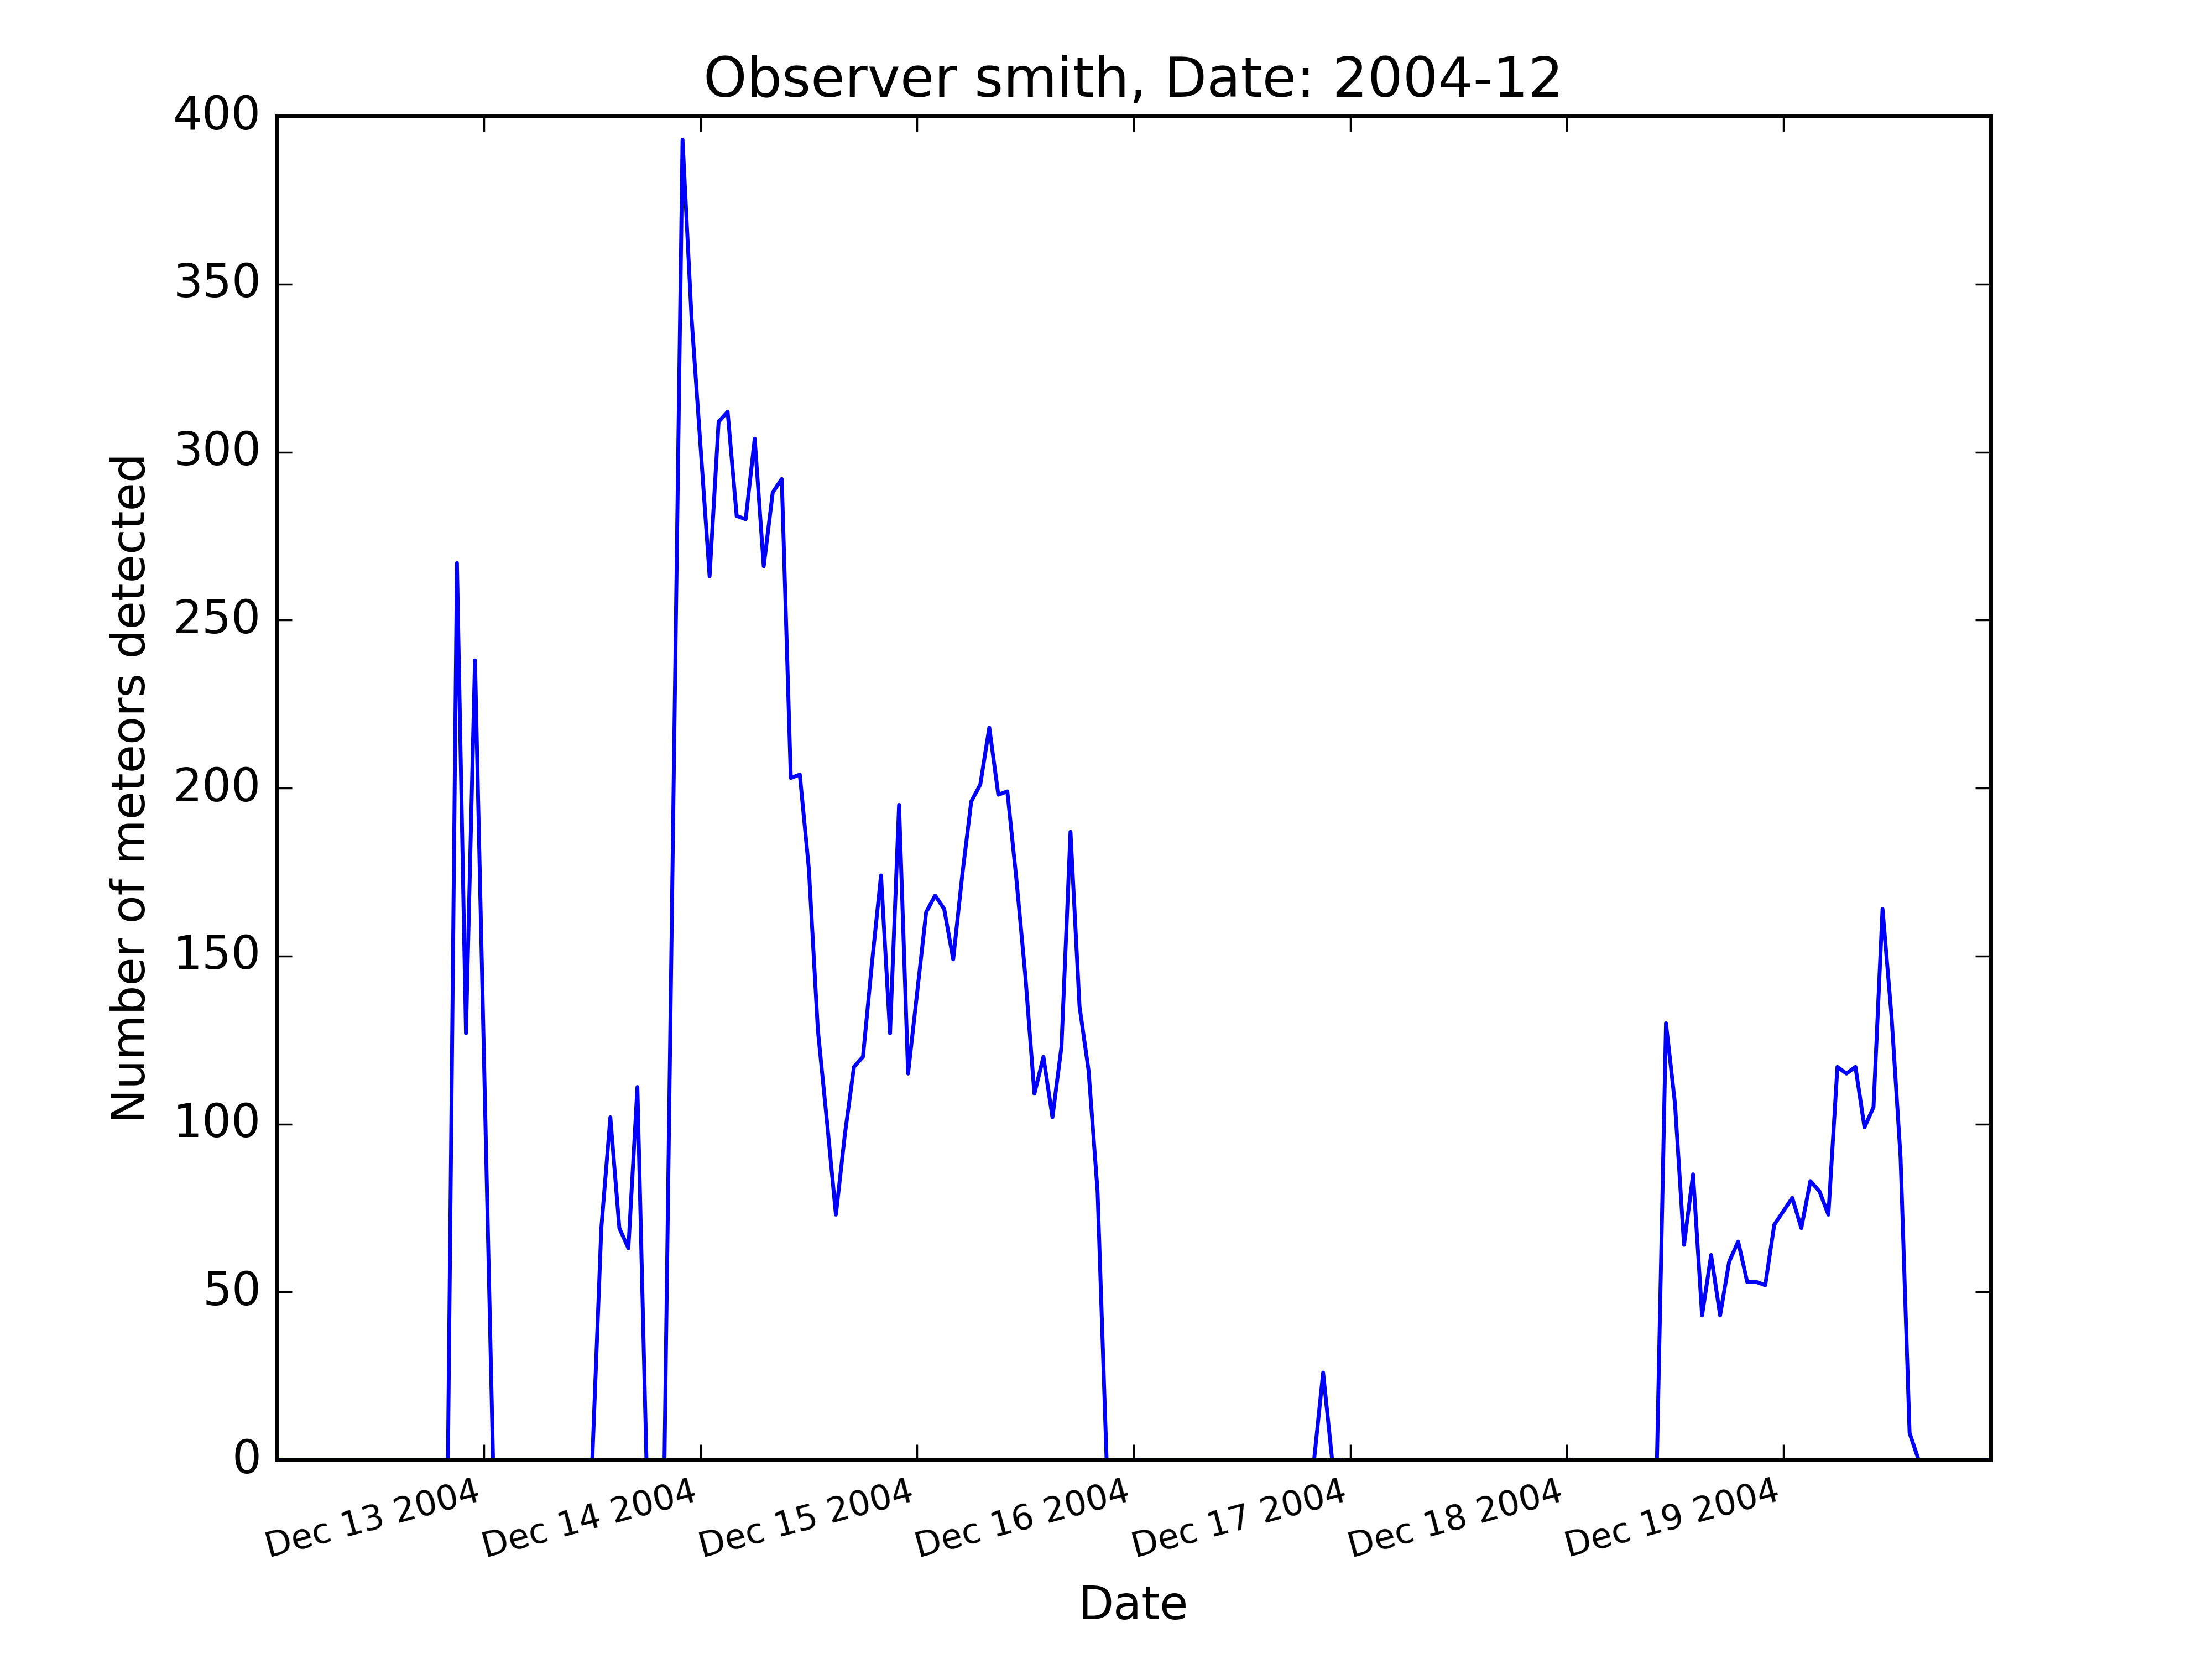 Observer smith, Date: 2004-12
400
350
300
250
200
150
100
50
0
Number of meteors detected
Dec 13 2004
Dec 14 2004
Dec 15 2004
Dec 16 2004
Dec 17 2004
Dec 18 2004
Dec 19 2004
Date